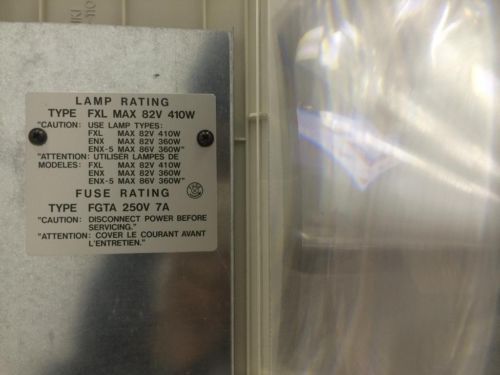 LAMP RATING
TYPE FXL MAX 82V 410W
"CAUTION: USE LAMP TYPES:
FXL MAX 82V 410W
ENX MAX 82V 360W
ENX-5 MAX 86V 360W"
"ATTENTION: UTILISER LAMPES DE
MODELES: FXL MAX 82V 410W
ENX MAX 82V 360W
ENX-5 MAX 86V 360W"
FUSE RATING
TYPE FGTA 250V 7A
"CAUTION: DISCONNECT POWER BEFORE
SERVICING."
"ATTENTION: COVER LE COURANT AVANT
L'ENTRETIEN."